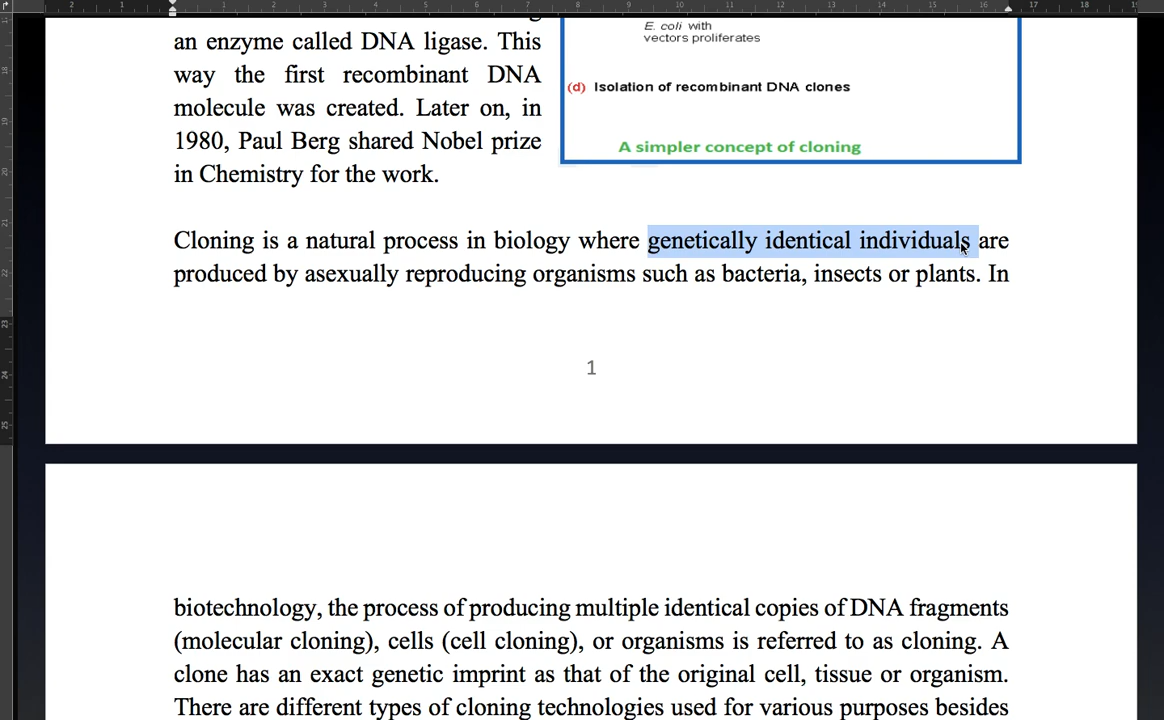 an enzyme called DNA ligase. This
way the first recombinant DNA
molecule was created. Later on, in
1980, Paul Berg shared Nobel prize
in Chemistry for the work.
E. coli with
vectors proliferates
(d) Isolation of recombinant DNA clones
A simpler concept of cloning
Cloning is a natural process in biology where genetically identical individuals are
produced by asexually reproducing organisms such as bacteria, insects or plants. In
1
biotechnology, the process of producing multiple identical copies of DNA fragments
(molecular cloning), cells (cell cloning), or organisms is referred to as cloning. A
clone has an exact genetic imprint as that of the original cell, tissue or organism.
There are different types of cloning technologies used for various purposes besides